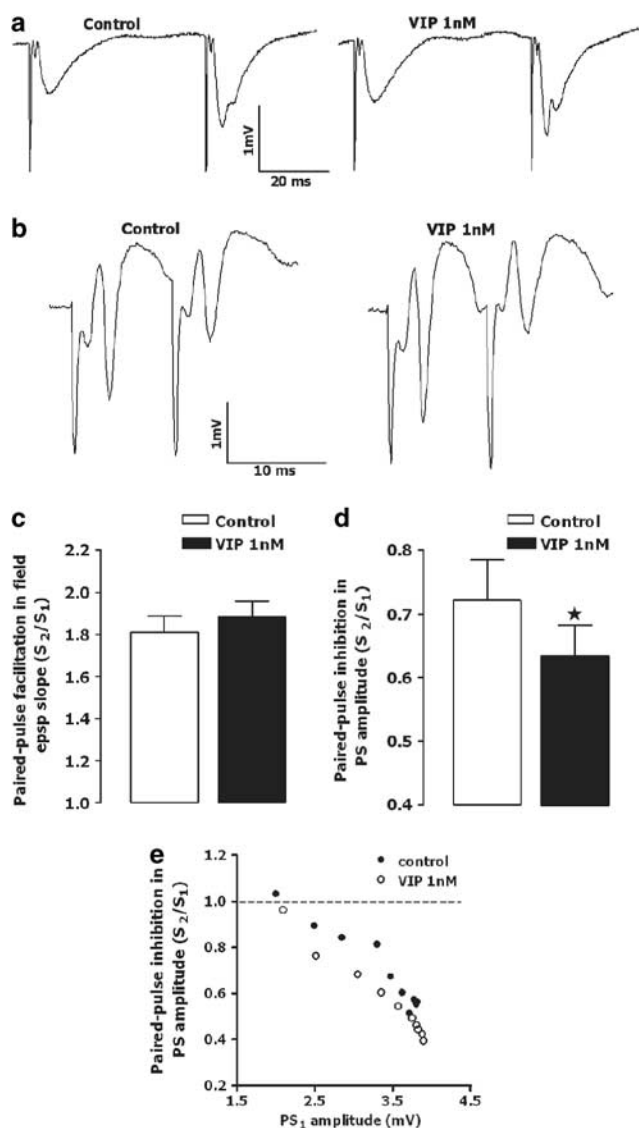 a
Control
VIP 1nM
1mV
20 ms
b
Control
VIP 1nM
1mV
10 ms
c
Control
VIP 1nM
Paired-pulse facilitation in field
epsp slope (S 2/S1)
2.2
2.0
1.8
1.6
1.4
1.2
1.0
d
Control
VIP 1nM
Paired-pulse inhibition in
PS amplitude (S 2/S1)
0.8
0.7
0.6
0.5
0.4
★
e
control
VIP 1nM
Paired-pulse inhibition in
PS amplitude (S 2/S1)
1.2
1.0
0.8
0.6
0.4
0.2
1.5 2.5 3.5 4.5
PS1 amplitude (mV)